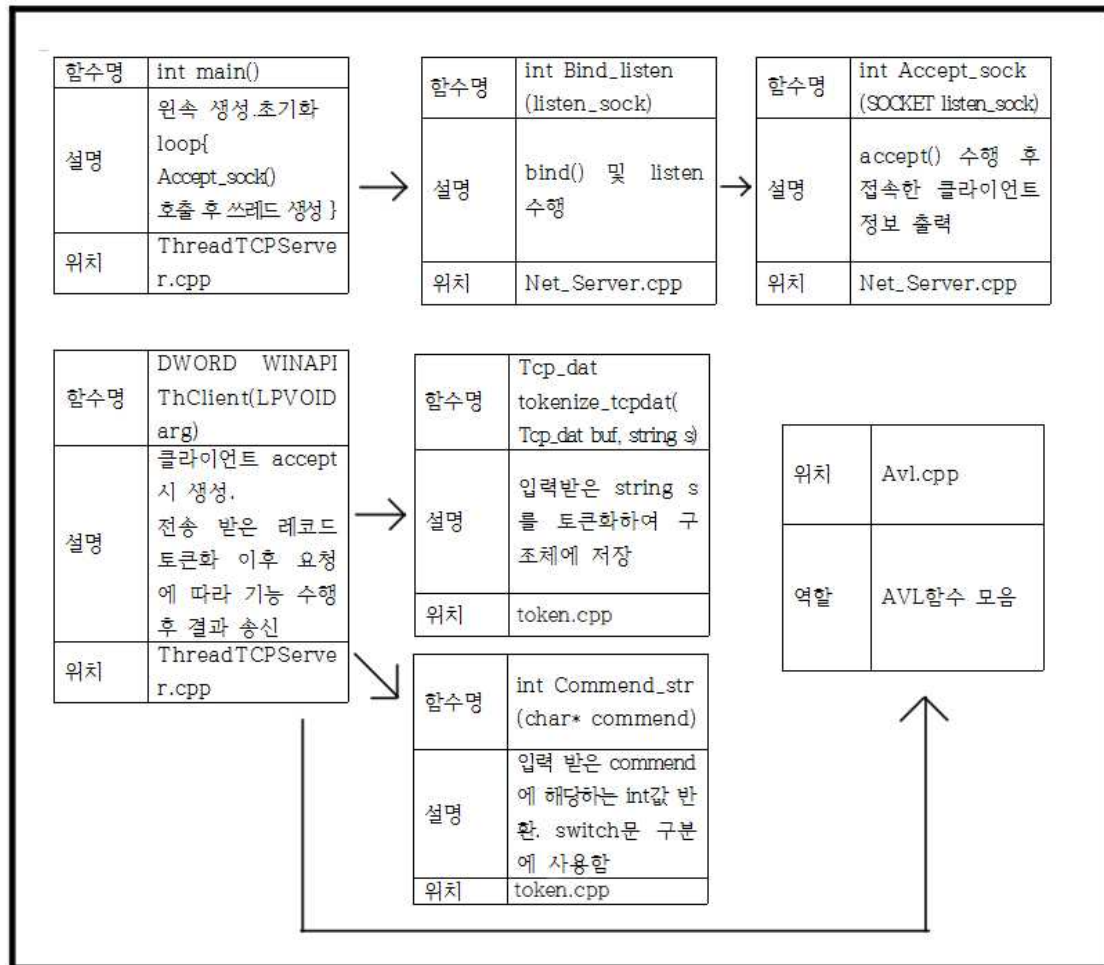 함수명
int main()
설명
윈속 생성.초기화
loop{
Accept_sock()
호출 후 쓰레드 생성 }
위치
ThreadTCPServe
r.cpp
함수명
int Bind_listen
(listen_sock)
설명
bind() 및 listen
수행
위치
Net_Server.cpp
함수명
int Accept_sock
(SOCKET listen_sock)
설명
accept() 수행 후
접속한 클라이언트
정보 출력
위치
Net_Server.cpp
함수명
DWORD WINAPI
ThClient(LPVOID
arg)
설명
클라이언트 accept
시 생성.
전송 받은 레코드
토큰화 이후 요청
에 따라 기능 수행
후 결과 송신
위치
ThreadTCPServe
r.cpp
함수명
Tcp_dat
tokenize_tcpdat(
Tcp_dat buf, string s)
설명
입력받은 string s
를 토큰화하여 구
조체에 저장
위치
token.cpp
함수명
int Commend_str
(char* commend)
설명
입력 받은 commend
에 해당하는 int값 반
환. switch문 구분
에 사용함
위치
token.cpp
위치
Avl.cpp
역할
AVL함수 모음